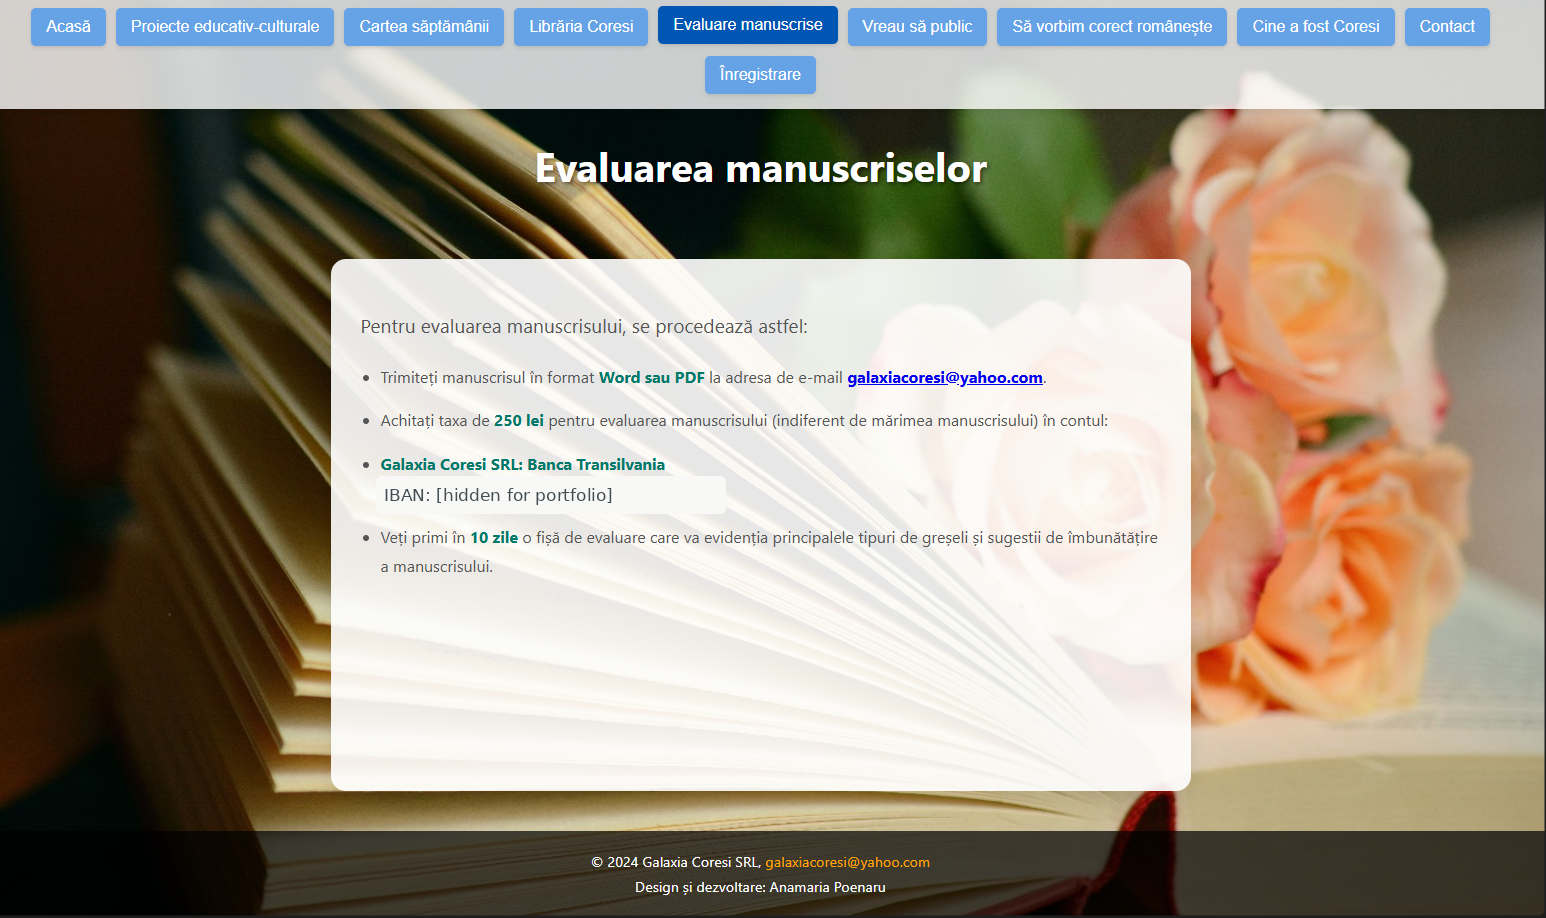 Acasă
Proiecte educativ-culturale
Cartea săptămânii
Librăria Coresi
Evaluare manuscrise
Vreau să public
Să vorbim corect românește
Cine a fost Coresi
Contact
Înregistrare
Evaluarea manuscriselor
Pentru evaluarea manuscrisului, se procedează astfel:
• Trimiteți manuscrisul în format Word sau PDF la adresa de e-mail galaxiacoresi@yahoo.com.
• Achitați taxa de 250 lei pentru evaluarea manuscrisului (indiferent de mărimea manuscrisului) în contul:
• Galaxia Coresi SRL: Banca Transilvania
IBAN: [hidden for portfolio]
• Veți primi în 10 zile o fișă de evaluare care va evidenția principalele tipuri de greșeli și sugestii de îmbunătățire
a manuscrisului.
© 2024 Galaxia Coresi SRL, galaxiacoresi@yahoo.com
Design și dezvoltare: Anamaria Poenaru